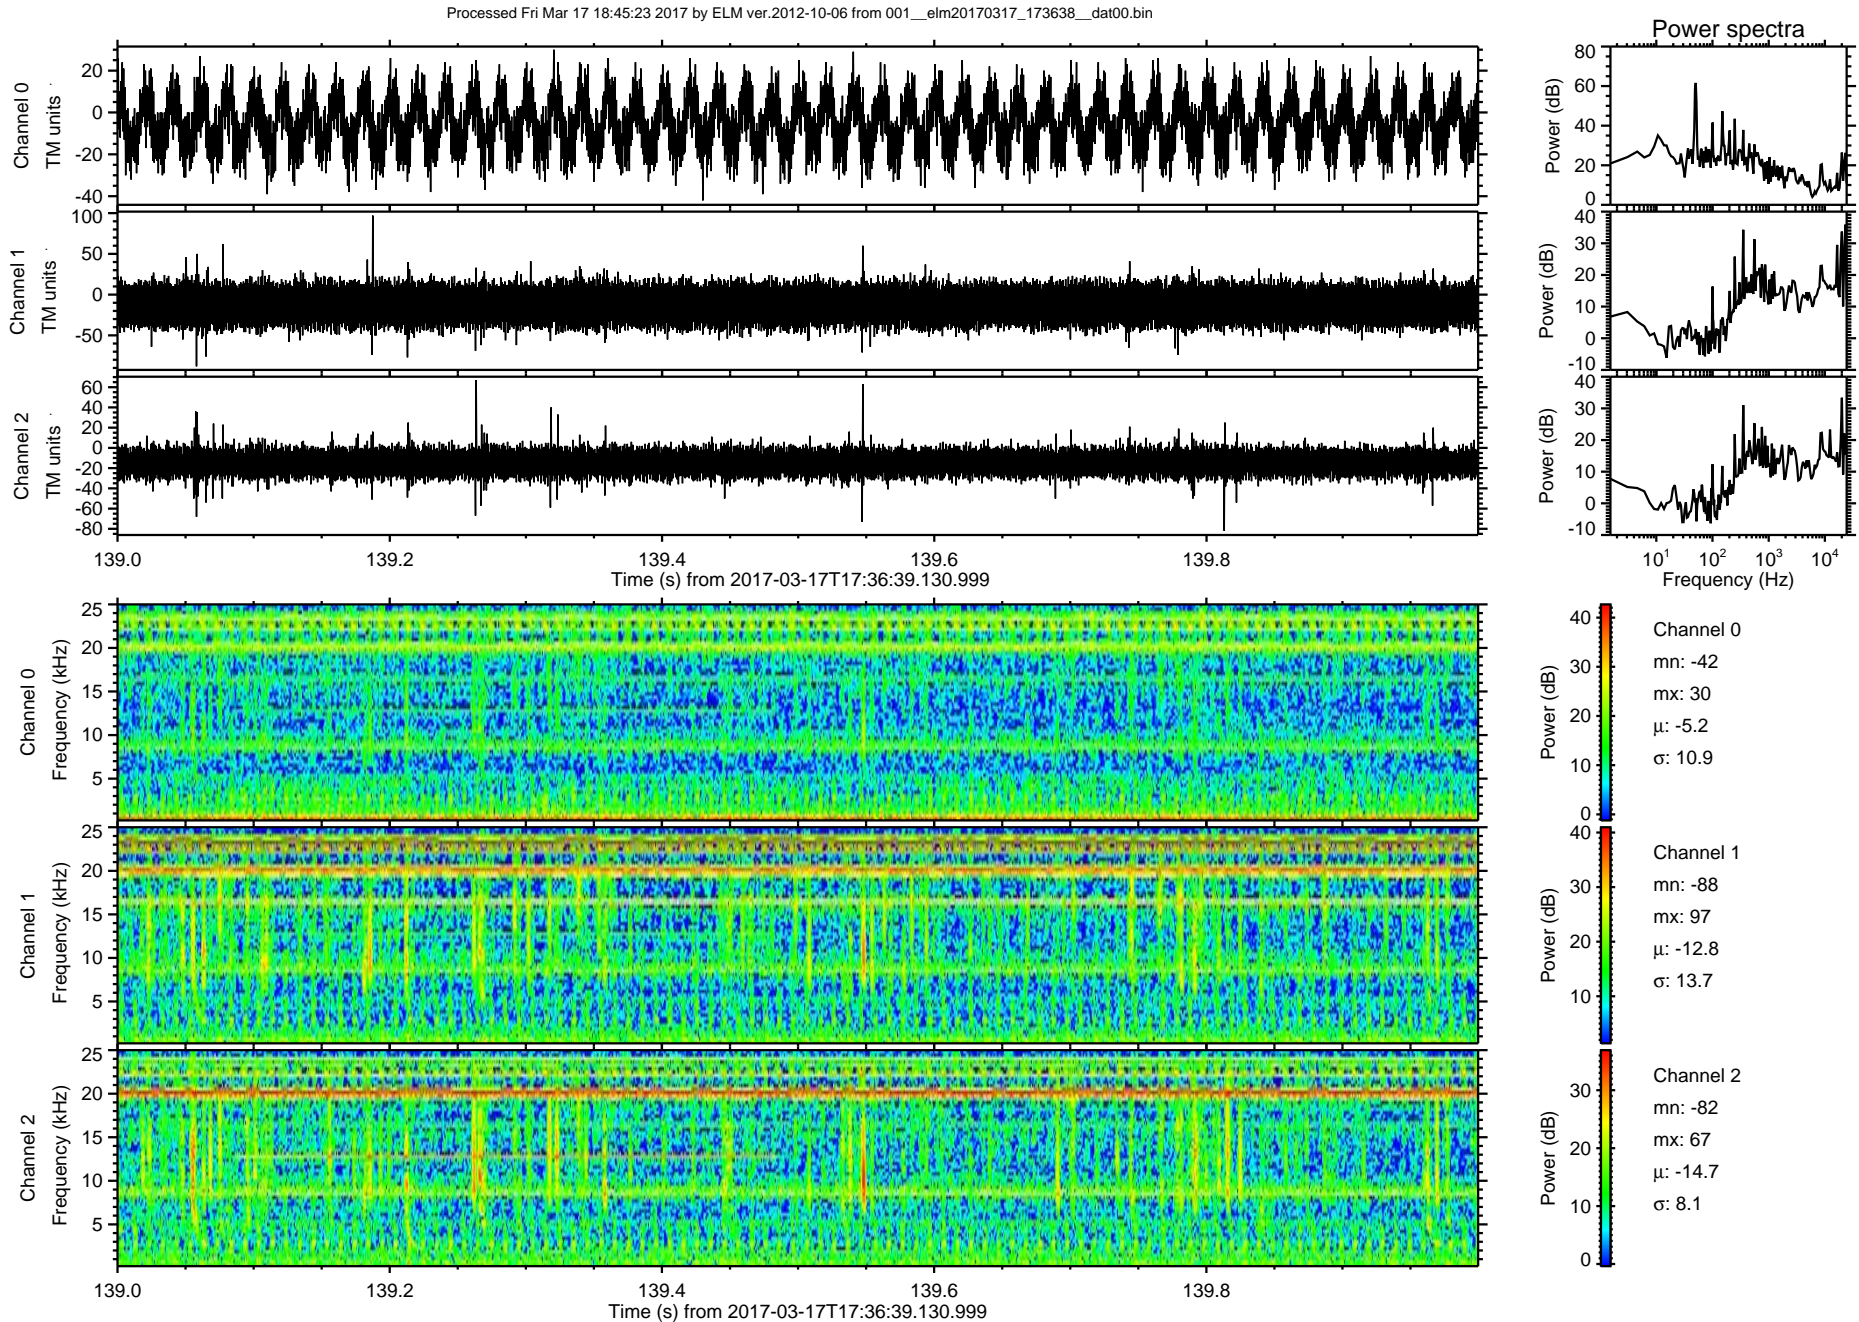 Processed Fri Mar 17 18:45:23 2017 by ELM ver.2012-10-06 from 001__elm20170317_173638__dat00.bin
Power spectra
Channel 0
TM units
20
0
-20
-40
Power (dB)
80
60
40
20
0
Channel 1
TM units
100
50
0
-50
Power (dB)
40
30
20
10
0
-10
Channel 2
TM units
60
40
20
0
-20
-40
-60
-80
Power (dB)
40
30
20
10
0
-10
139.0 139.2 139.4 139.6 139.8
Time (s) from 2017-03-17T17:36:39.130.999
10^1 10^2 10^3 10^4
Frequency (Hz)
Channel 0
Frequency (kHz)
25
20
15
10
5
Power (dB)
40
30
20
10
0
Channel 0
mn: -42
mx: 30
μ: -5.2
σ: 10.9
Channel 1
Frequency (kHz)
25
20
15
10
5
Power (dB)
40
30
20
10
Channel 1
mn: -88
mx: 97
μ: -12.8
σ: 13.7
Channel 2
Frequency (kHz)
25
20
15
10
5
Power (dB)
30
20
10
0
Channel 2
mn: -82
mx: 67
μ: -14.7
σ: 8.1
139.0 139.2 139.4 139.6 139.8
Time (s) from 2017-03-17T17:36:39.130.999